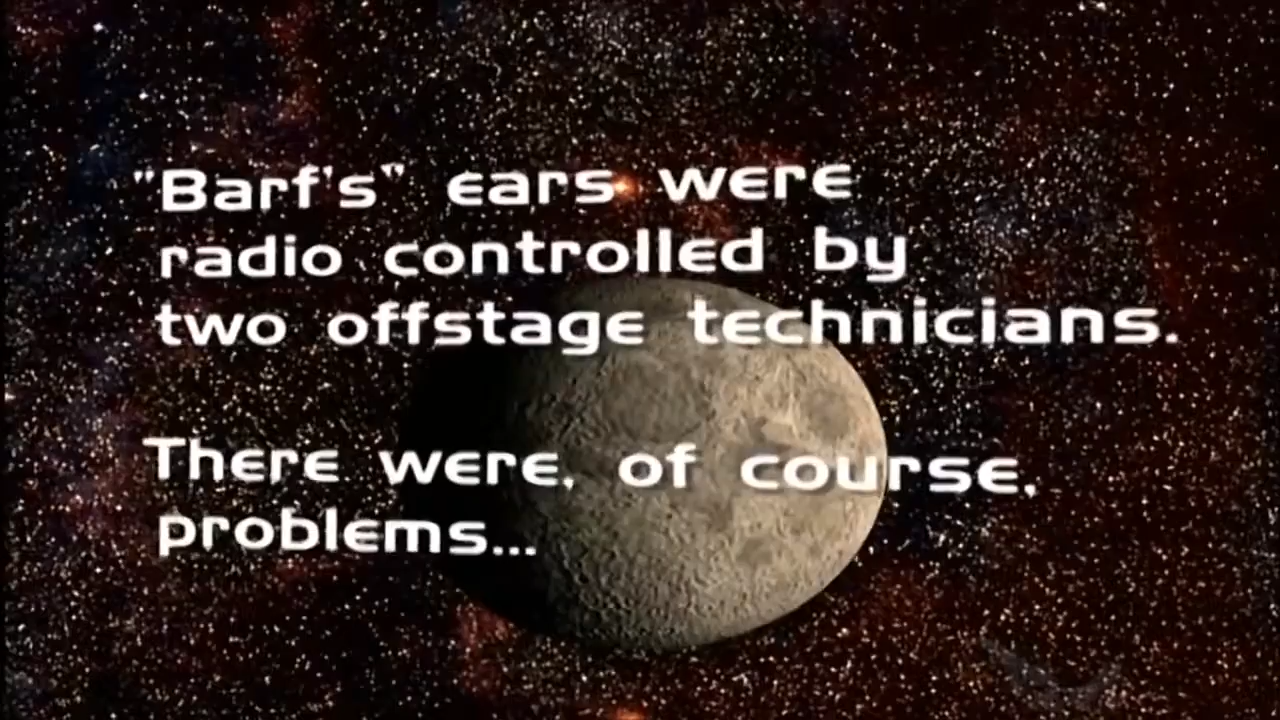 "Barf's" ears were
radio controlled by
two offstage technicians.
There were, of course,
problems...